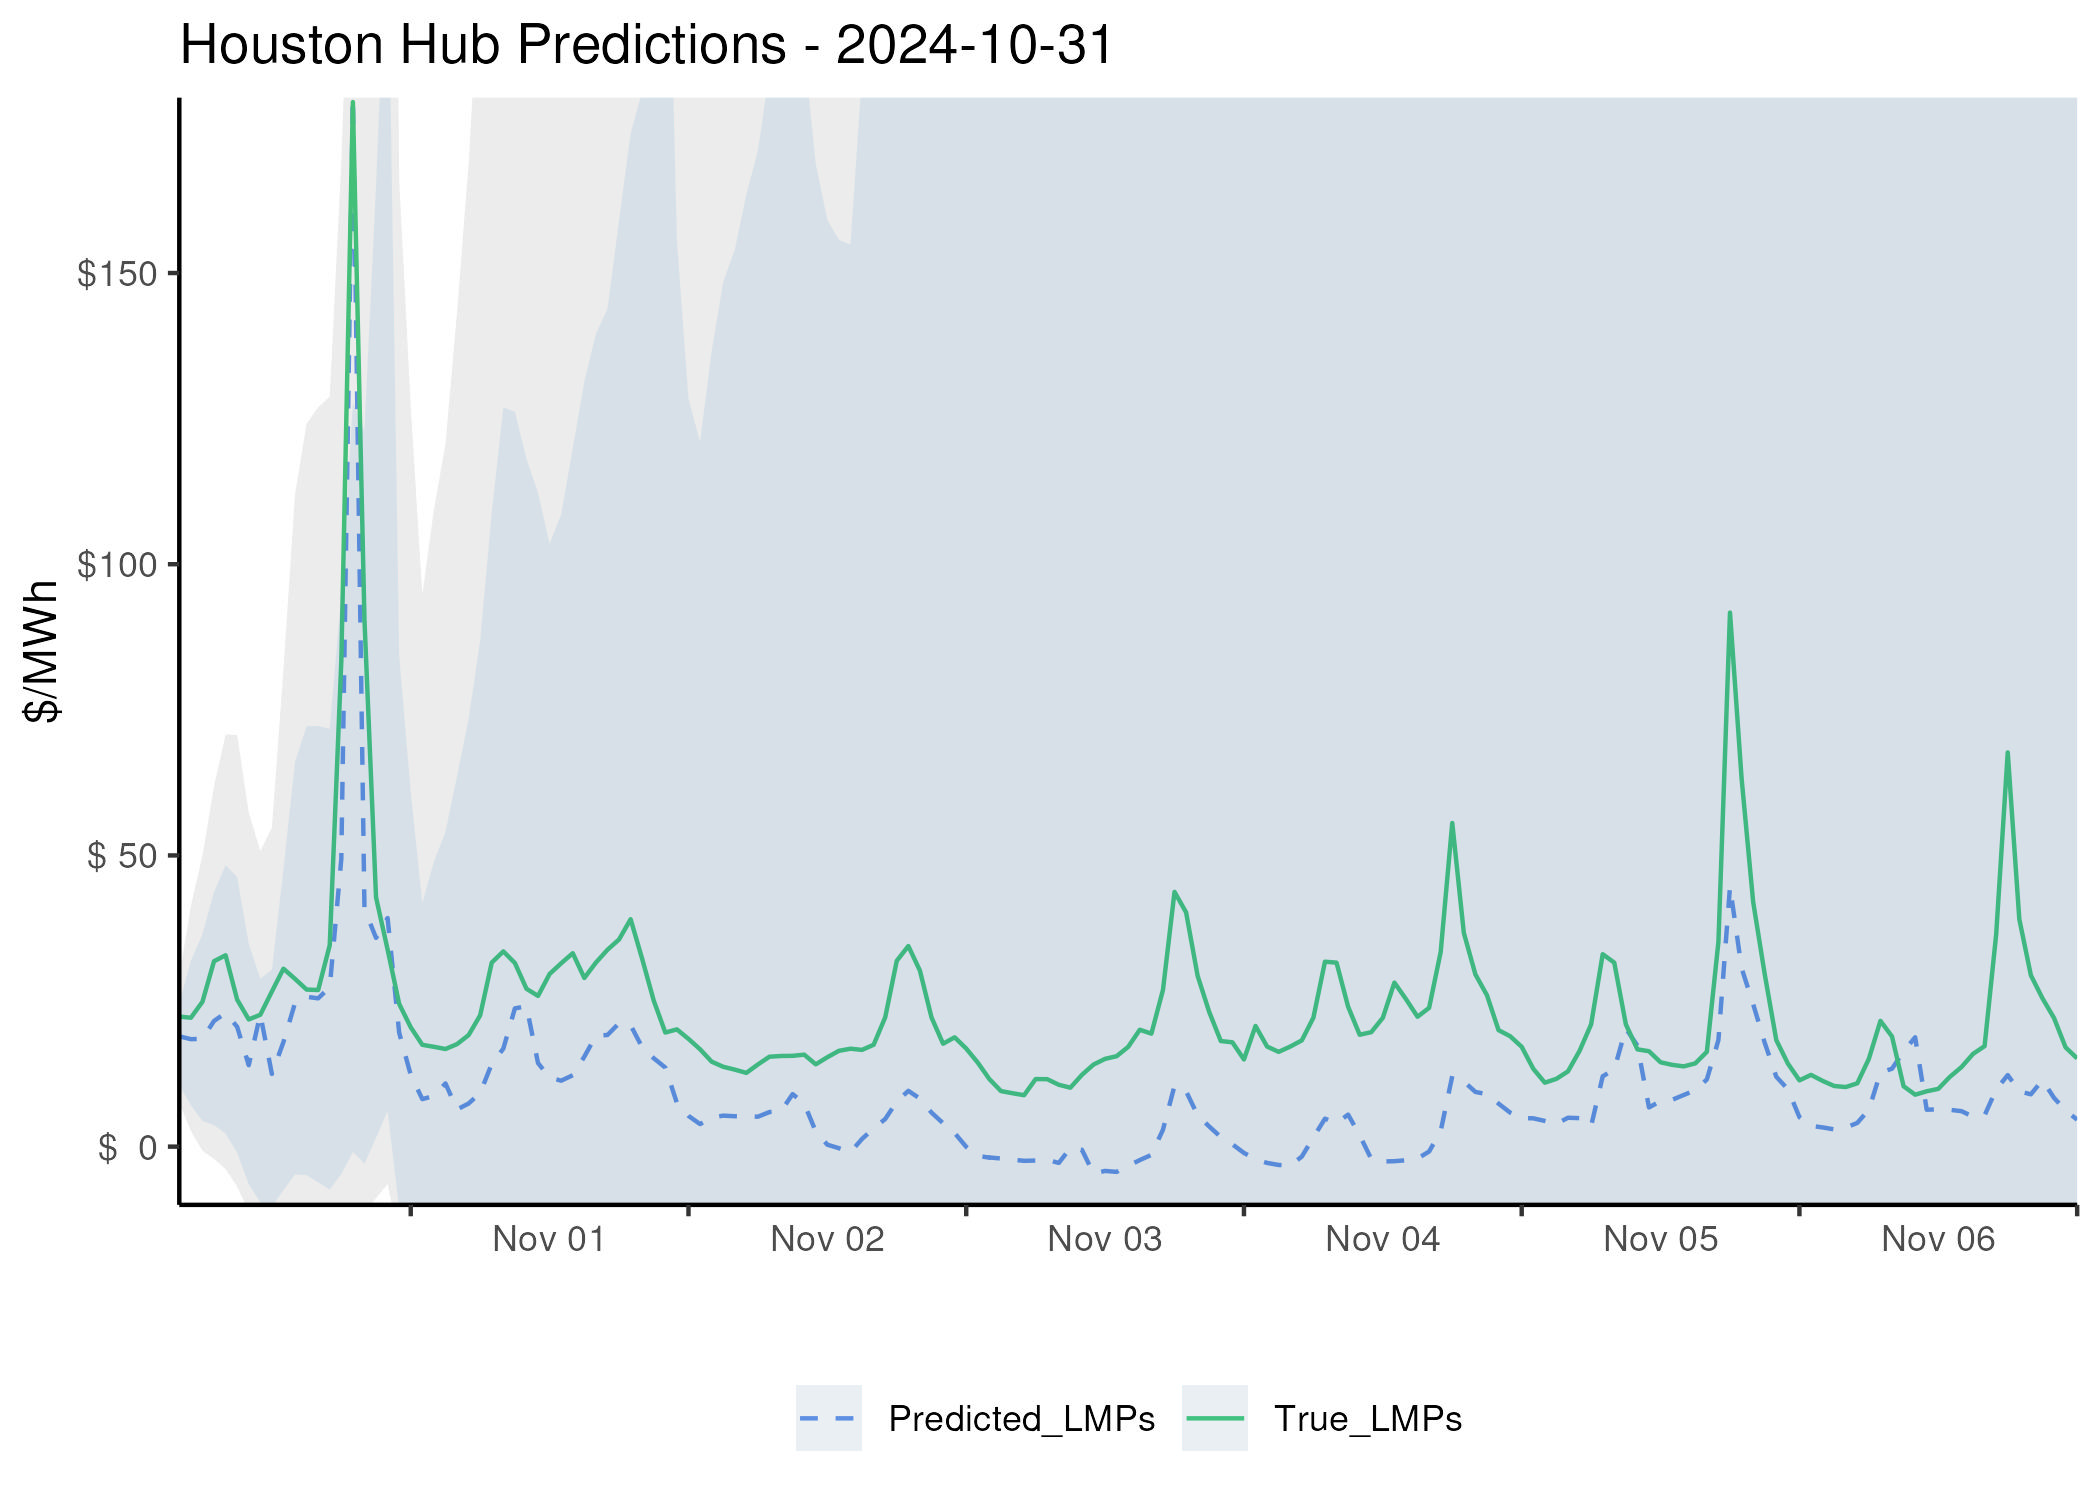 Houston Hub Predictions - 2024-10-31
$/MWh
$150
$100
$ 50
$ 0
Nov 01 Nov 02 Nov 03 Nov 04 Nov 05 Nov 06
Predicted_LMPs True_LMPs